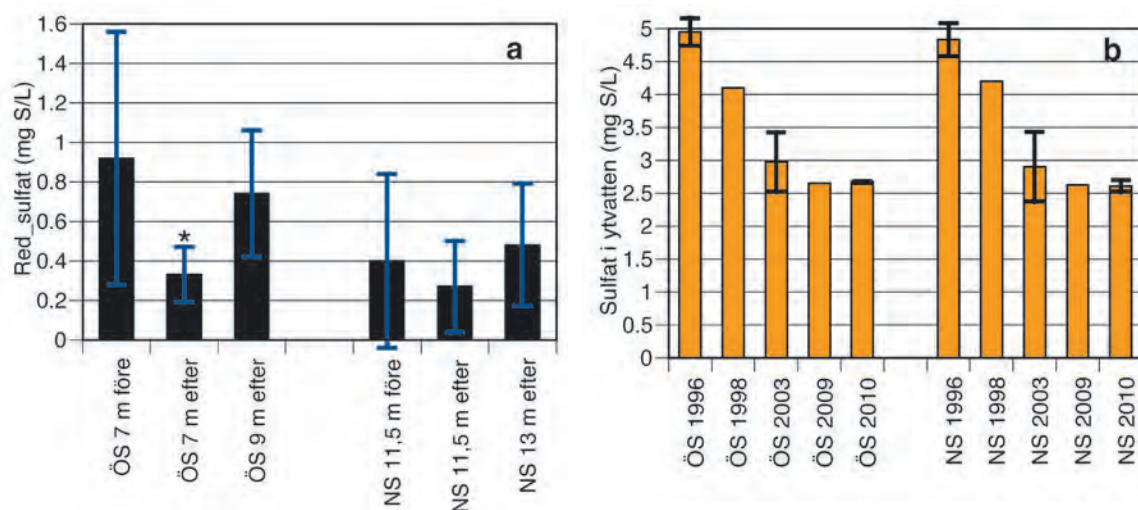 a
Red_sulfat (mg S/L)
1.6
1.4
1.2
1
0.8
0.6
0.4
0.2
0
*
ÖS 7 m före
ÖS 7 m efter
ÖS 9 m efter
NS 11,5 m före
NS 11,5 m efter
NS 13 m efter
b
Sulfat i ytvatten (mg S/L)
5
4.5
4
3.5
3
2.5
2
1.5
1
0.5
0
ÖS 1996
ÖS 1998
ÖS 2003
ÖS 2009
ÖS 2010
NS 1996
NS 1998
NS 2003
NS 2009
NS 2010